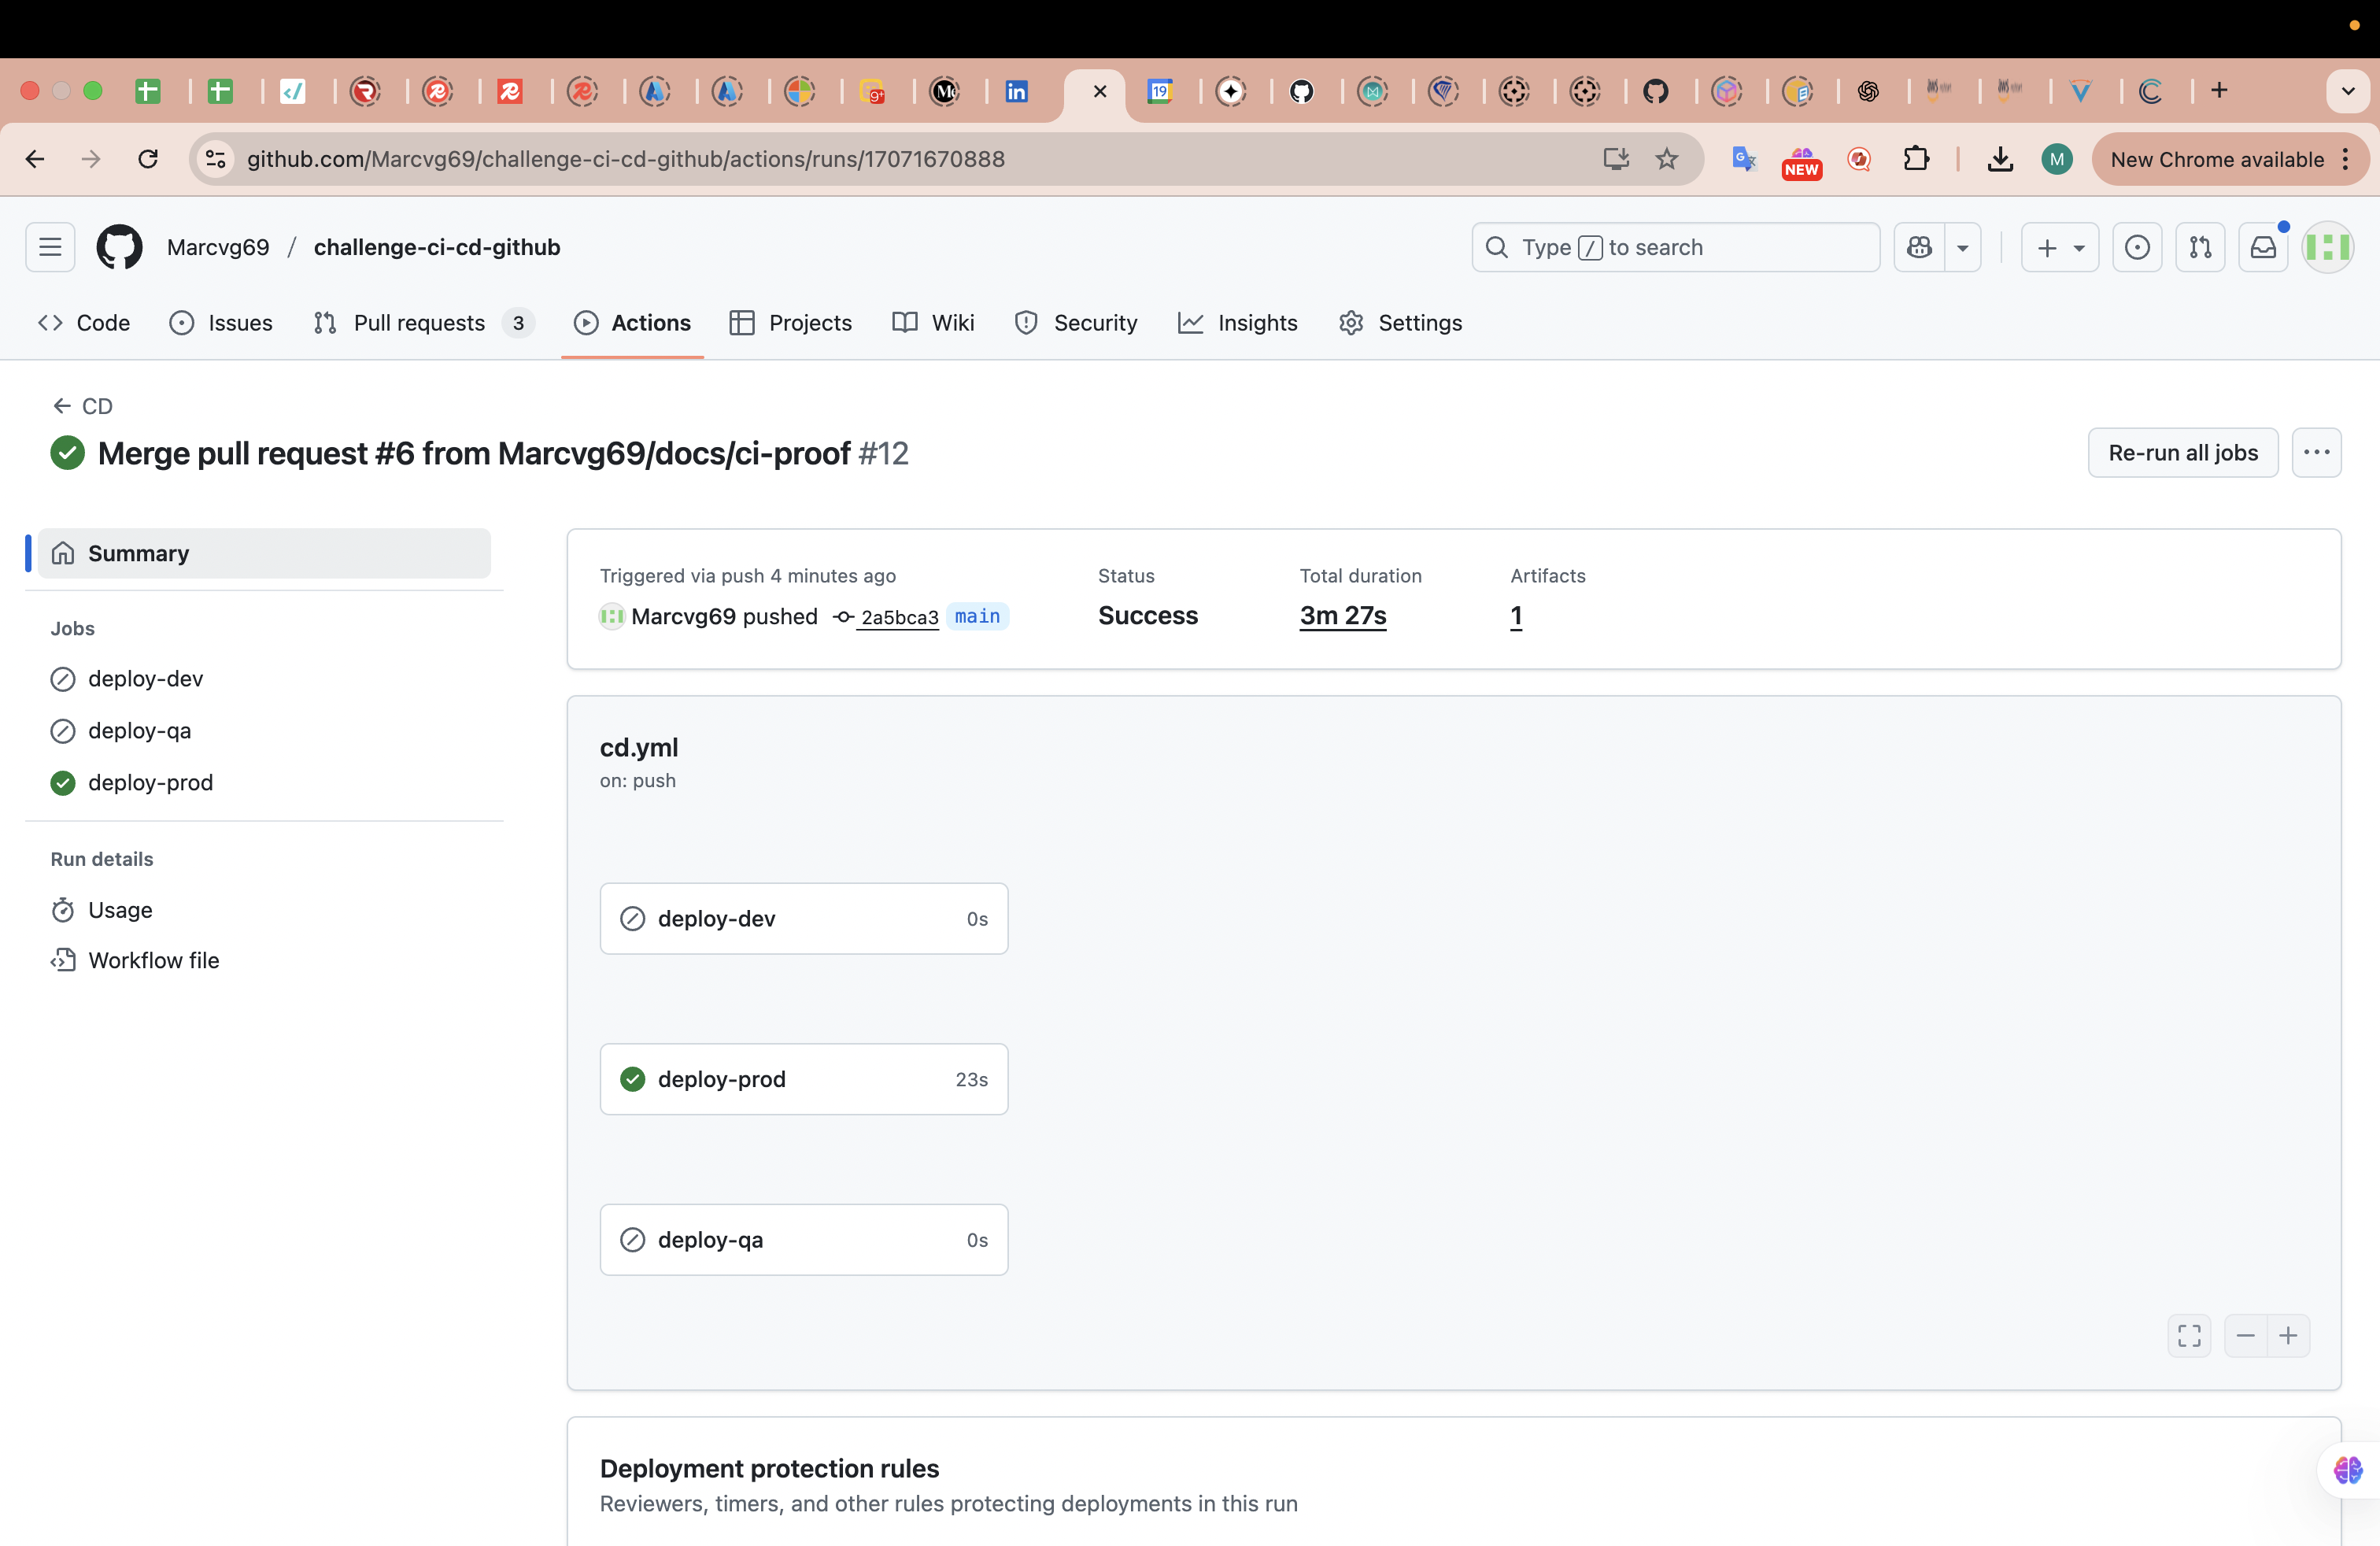 github.com/Marcvg69/challenge-ci-cd-github/actions/runs/17071670888
NEW
M
New Chrome available
Marcvg69 / challenge-ci-cd-github
Type / to search
Code
Issues
Pull requests 3
Actions
Projects
Wiki
Security
Insights
Settings
CD
Merge pull request #6 from Marcvg69/docs/ci-proof #12
Re-run all jobs
Summary
Jobs
deploy-dev
deploy-qa
deploy-prod
Run details
Usage
Workflow file
Triggered via push 4 minutes ago
Marcvg69 pushed 2a5bca3 main
Status
Success
Total duration
3m 27s
Artifacts
1
cd.yml
on: push
deploy-dev 0s
deploy-prod 23s
deploy-qa 0s
Deployment protection rules
Reviewers, timers, and other rules protecting deployments in this run